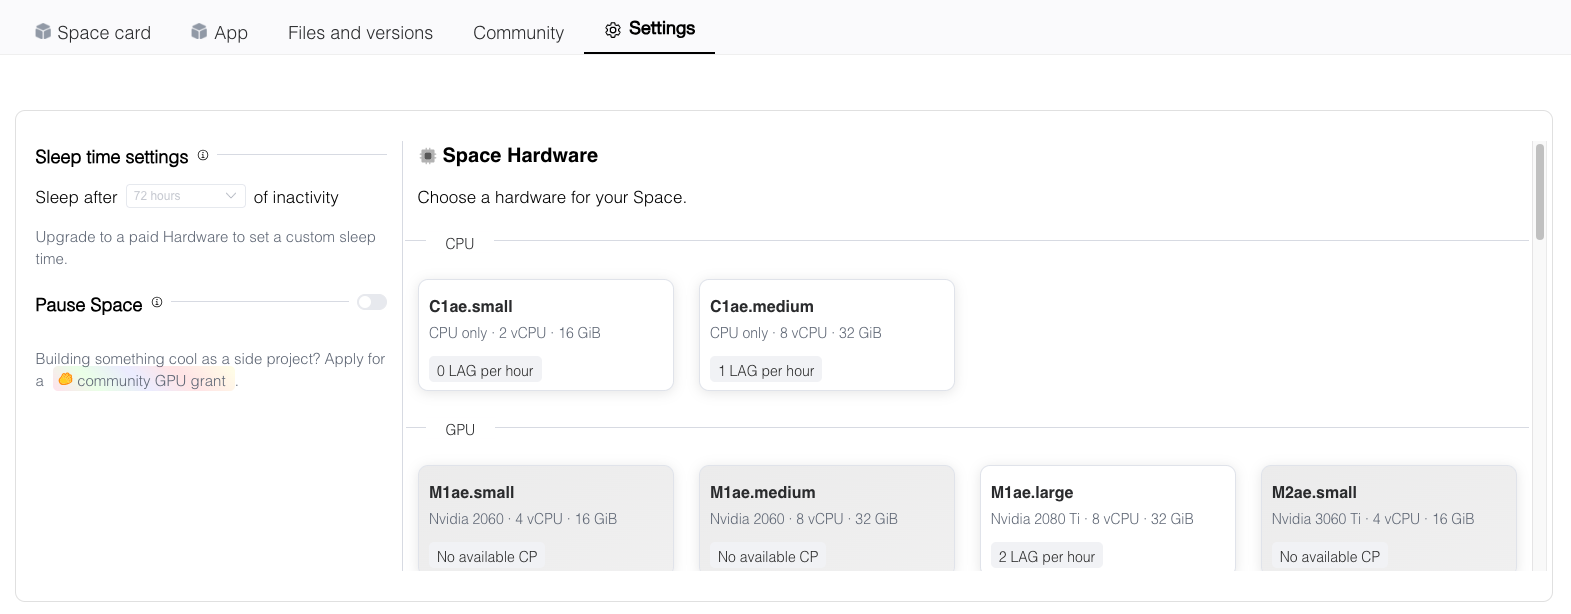 Space card
App
Files and versions
Community
Settings
Sleep time settings
Sleep after 72 hours of inactivity
Upgrade to a paid Hardware to set a custom sleep
time.
Pause Space
Building something cool as a side project? Apply for
a community GPU grant .
Space Hardware
Choose a hardware for your Space.
CPU
C1ae.small
CPU only · 2 vCPU · 16 GiB
0 LAG per hour
C1ae.medium
CPU only · 8 vCPU · 32 GiB
1 LAG per hour
GPU
M1ae.small
Nvidia 2060 · 4 vCPU · 16 GiB
No available CP
M1ae.medium
Nvidia 2060 · 8 vCPU · 32 GiB
No available CP
M1ae.large
Nvidia 2080 Ti · 8 vCPU · 32 GiB
2 LAG per hour
M2ae.small
Nvidia 3060 Ti · 4 vCPU · 16 GiB
No available CP